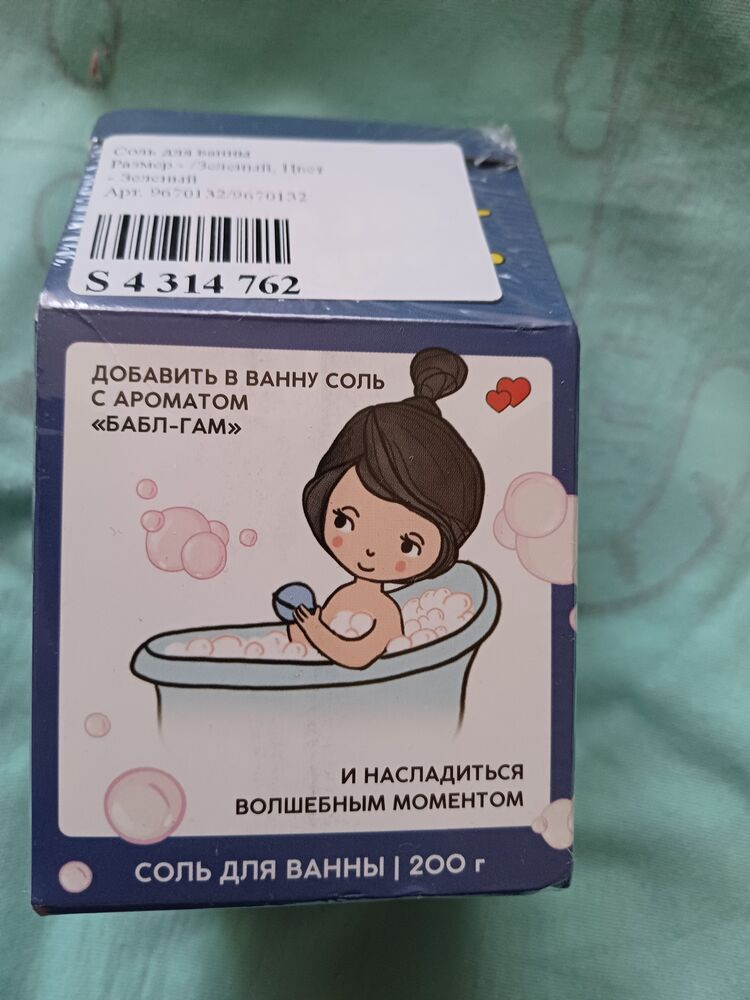 Соль для ванны
Размер - /Зеленый, Цвет
- Зеленый
Арт. 9670132/9670132
S 4 314 762
ДОБАВИТЬ В ВАННУ СОЛЬ
С АРОМАТОМ
«БАБЛ-ГАМ»
И НАСЛАДИТЬСЯ
ВОЛШЕБНЫМ МОМЕНТОМ
СОЛЬ ДЛЯ ВАННЫ | 200 г